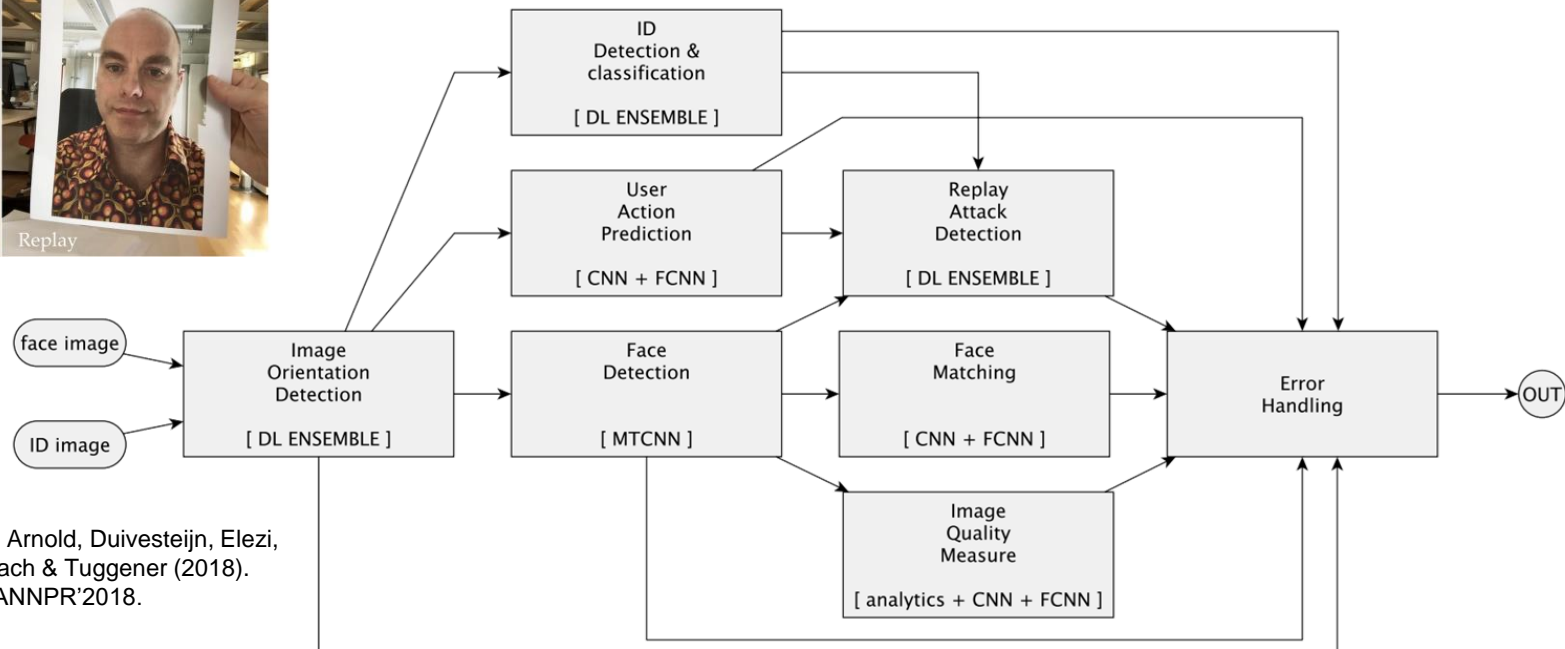 Replay
ID
Detection &
classification
[ DL ENSEMBLE ]
User
Action
Prediction
[ CNN + FCNN ]
Replay
Attack
Detection
[ DL ENSEMBLE ]
face image
ID image
Image
Orientation
Detection
[ DL ENSEMBLE ]
Face
Detection
[ MTCNN ]
Face
Matching
[ CNN + FCNN ]
Error
Handling
OUT
Image
Quality
Measure
[ analytics + CNN + FCNN ]
Arnold, Duivesteijn, Elezi,
ach & Tuggener (2018).
ANNPR’2018.